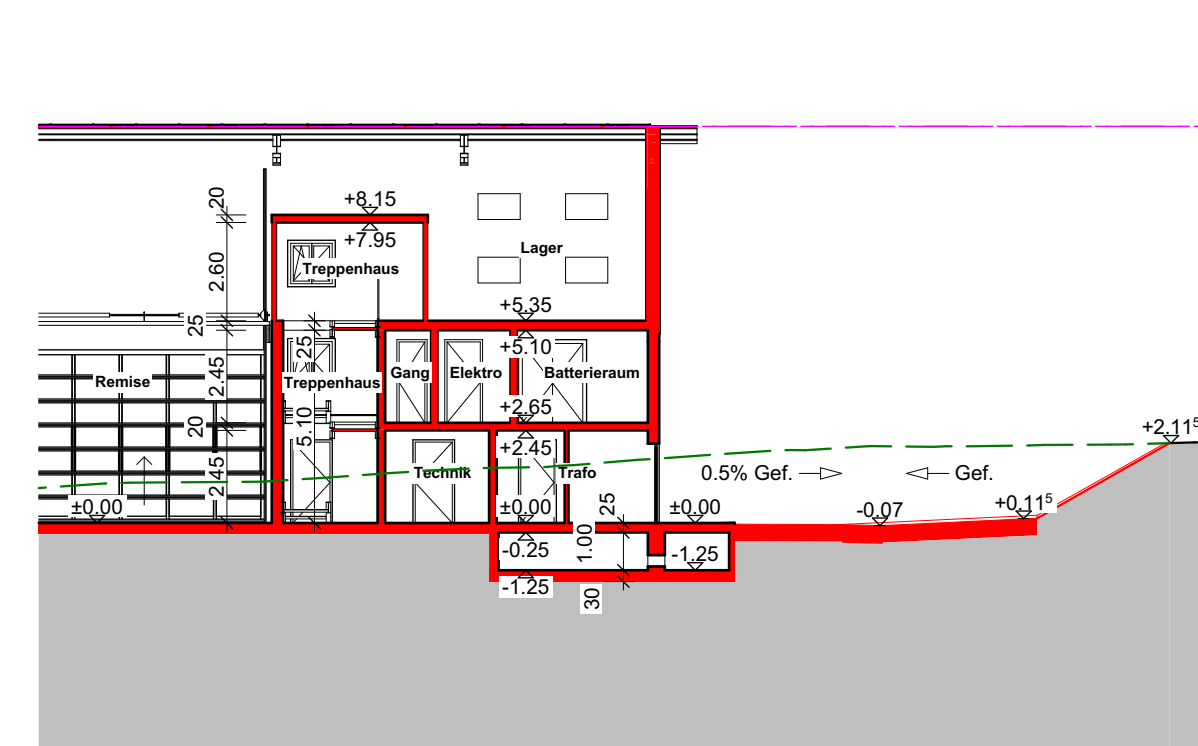 +8.15
20
+7.95
Lager
Treppenhaus
2.60
+5.35
25
25
+5.10
2.45
Remise
Treppenhaus
Gang
Elektro
Batterieraum
+2.65
5.10
20
+2.11⁵
+2.45
2.45
Technik
Trafo
0.5% Gef.
Gef.
±0.00
±0.00
25
±0.00
-0.07
+0.11⁵
-0.25
1.00
-1.25
-1.25
30